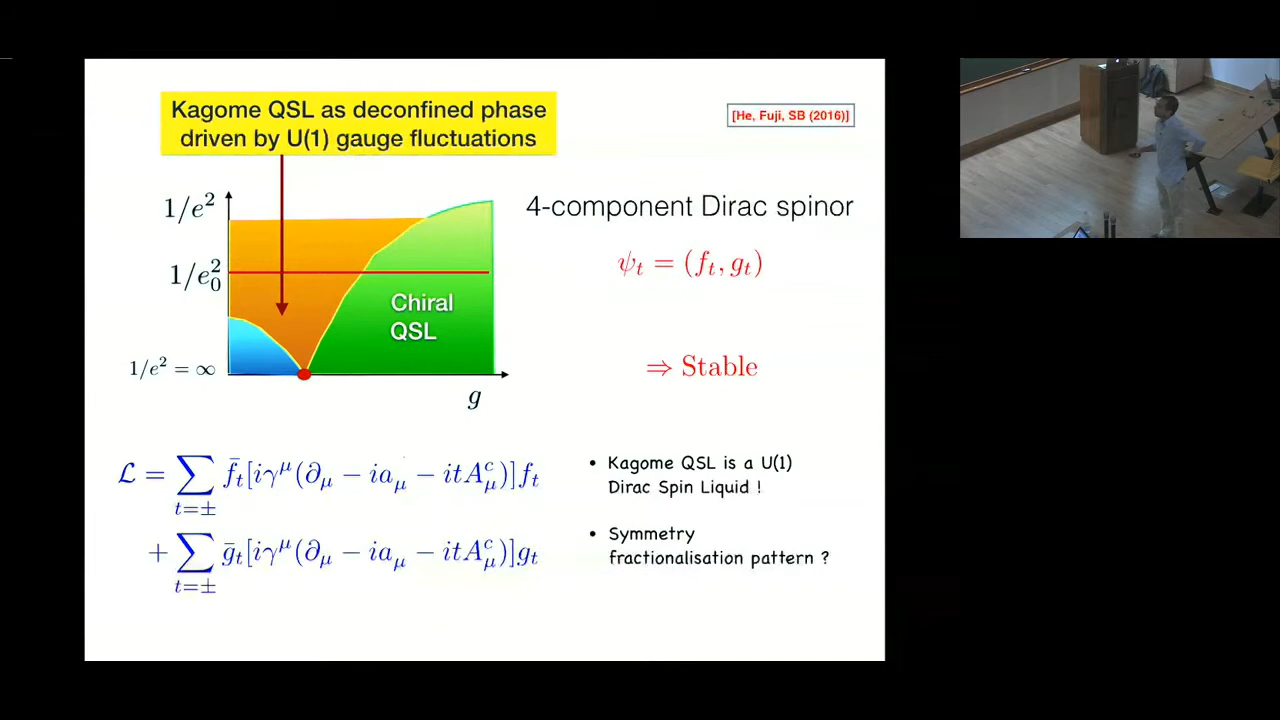 Kagome QSL as deconfined phase
driven by U(1) gauge fluctuations
[He, Fuji, SB (2016)]
1/e²
1/e₀²
1/e² = ∞
Chiral
QSL
g
4-component Dirac spinor
ψ_t = (f_t, g_t)
⇒ Stable
ℒ = ∑_{t=±} f̄_t[iγ^μ(∂_μ − ia_μ − itA^c_μ)]f_t
+ ∑_{t=±} ḡ_t[iγ^μ(∂_μ − ia_μ − itA^c_μ)]g_t
• Kagome QSL is a U(1)
Dirac Spin Liquid !
• Symmetry
fractionalisation pattern ?